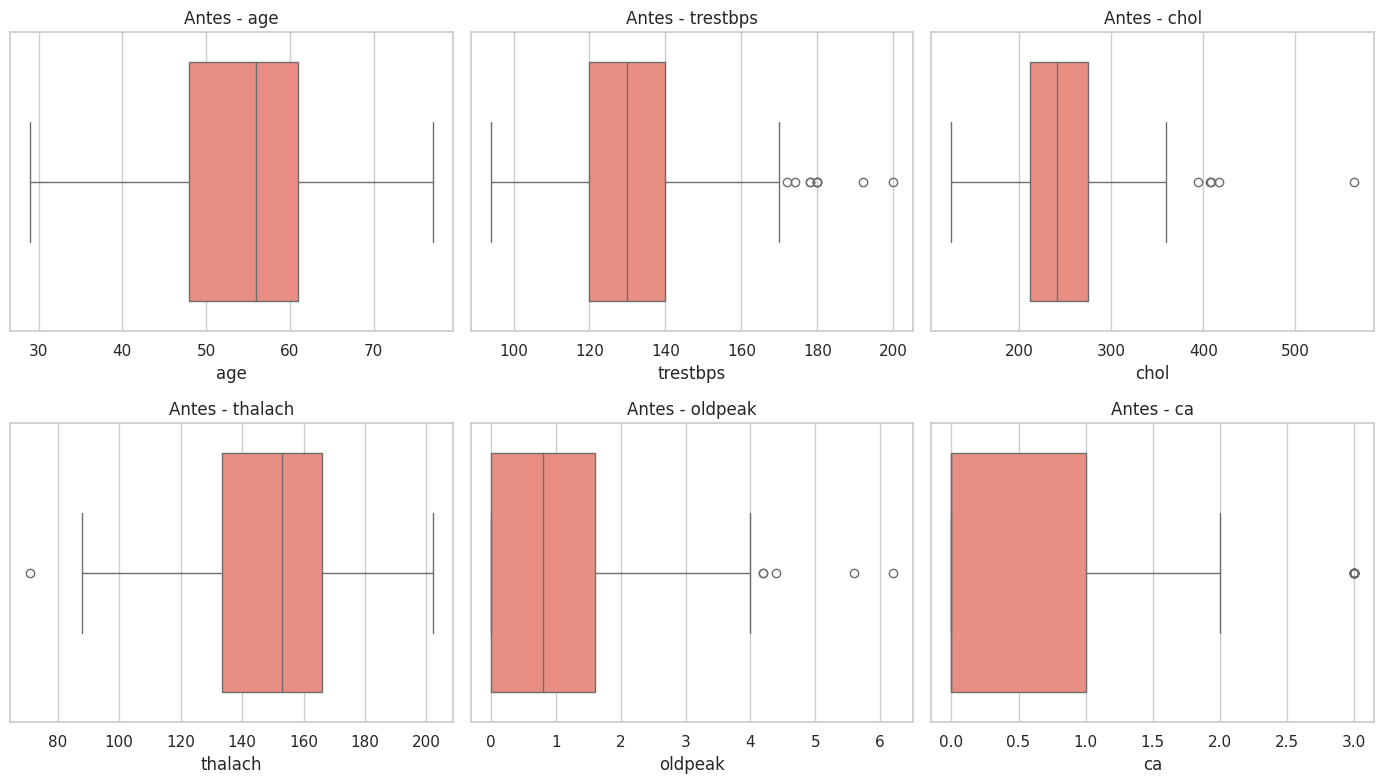 Antes - age
30 40 50 60 70
age
Antes - trestbps
100 120 140 160 180 200
trestbps
Antes - chol
200 300 400 500
chol
Antes - thalach
80 100 120 140 160 180 200
thalach
Antes - oldpeak
0 1 2 3 4 5 6
oldpeak
Antes - ca
0.0 0.5 1.0 1.5 2.0 2.5 3.0
ca